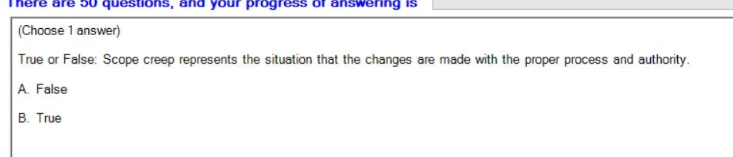 There are 50 questions, and your progress of answering is
(Choose 1 answer)
True or False: Scope creep represents the situation that the changes are made with the proper process and authority.
A. False
B. True